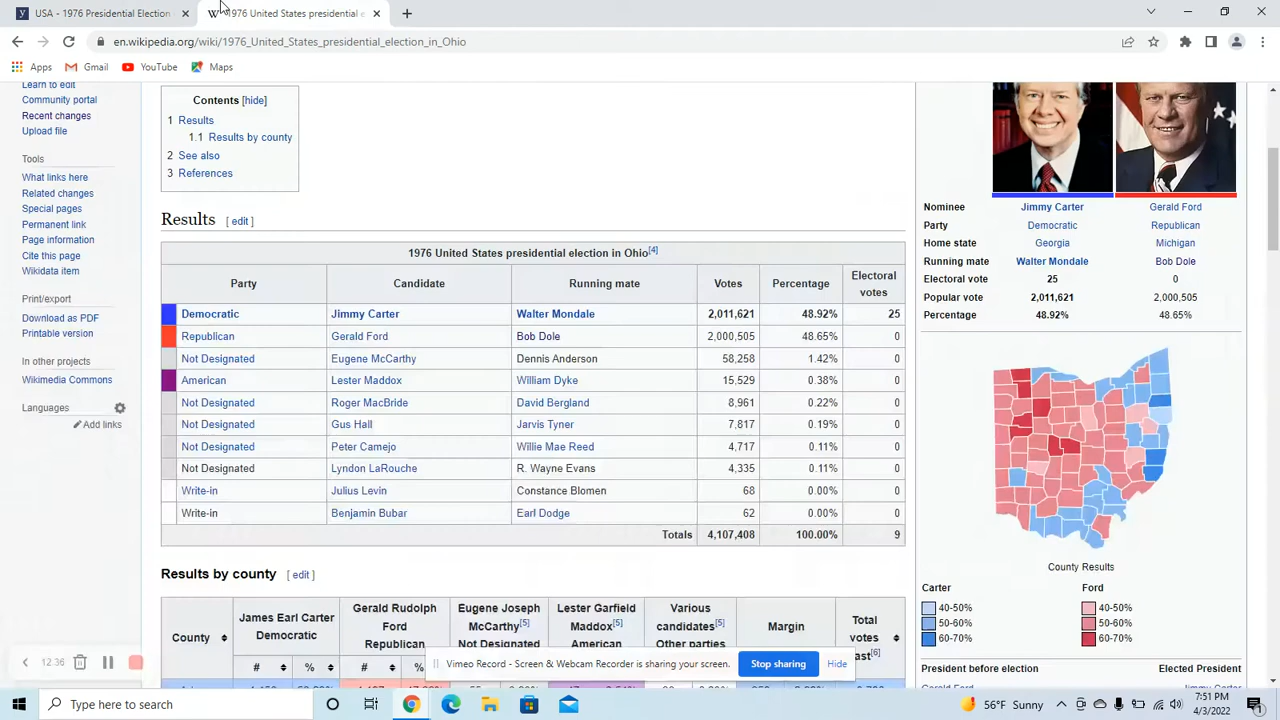 USA - 1976 Presidential Election
1976 United States presidential e
en.wikipedia.org/wiki/1976_United_States_presidential_election_in_Ohio
Apps Gmail YouTube Maps
Learn to edit
Community portal
Recent changes
Upload file
Tools
What links here
Related changes
Special pages
Permanent link
Page information
Cite this page
Wikidata item
Print/export
Download as PDF
Printable version
In other projects
Wikimedia Commons
Languages
Add links
Contents [hide]
1 Results
1.1 Results by county
2 See also
3 References
Results [ edit ]
1976 United States presidential election in Ohio[4]
Party Candidate Running mate Votes Percentage Electoral votes
Democratic Jimmy Carter Walter Mondale 2,011,621 48.92% 25
Republican Gerald Ford Bob Dole 2,000,505 48.65% 0
Not Designated Eugene McCarthy Dennis Anderson 58,258 1.42% 0
American Lester Maddox William Dyke 15,529 0.38% 0
Not Designated Roger MacBride David Bergland 8,961 0.22% 0
Not Designated Gus Hall Jarvis Tyner 7,817 0.19% 0
Not Designated Peter Camejo Willie Mae Reed 4,717 0.11% 0
Not Designated Lyndon LaRouche R. Wayne Evans 4,335 0.11% 0
Write-in Julius Levin Constance Blomen 68 0.00% 0
Write-in Benjamin Bubar Earl Dodge 62 0.00% 0
Totals 4,107,408 100.00% 9
Results by county [ edit ]
County
James Earl Carter
Democratic
Gerald Rudolph
Ford
Republican
Eugene Joseph
McCarthy[5]
Not Designated
Lester Garfield
Maddox[5]
American
Various
candidates[5]
Other parties
Margin
Total
votes
# % # %
Nominee Jimmy Carter Gerald Ford
Party Democratic Republican
Home state Georgia Michigan
Running mate Walter Mondale Bob Dole
Electoral vote 25 0
Popular vote 2,011,621 2,000,505
Percentage 48.92% 48.65%
County Results
Carter Ford
40-50% 40-50%
50-60% 50-60%
60-70% 60-70%
President before election Elected President
Gerald Ford Jimmy Carter
12:36
Vimeo Record - Screen & Webcam Recorder is sharing your screen. Stop sharing Hide
Type here to search
56°F Sunny
7:51 PM
4/3/2022
1